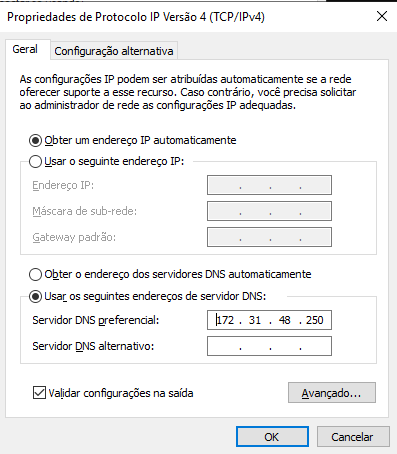 Propriedades de Protocolo IP Versão 4 (TCP/IPv4)
Geral
Configuração alternativa
As configurações IP podem ser atribuídas automaticamente se a rede
oferecer suporte a esse recurso. Caso contrário, você precisa solicitar
ao administrador de rede as configurações IP adequadas.
Obter um endereço IP automaticamente
Usar o seguinte endereço IP:
Endereço IP:
. . .
Máscara de sub-rede:
. . .
Gateway padrão:
. . .
Obter o endereço dos servidores DNS automaticamente
Usar os seguintes endereços de servidor DNS:
Servidor DNS preferencial:
172 . 31 . 48 . 250
Servidor DNS alternativo:
. . .
Validar configurações na saída
Avançado...
OK
Cancelar